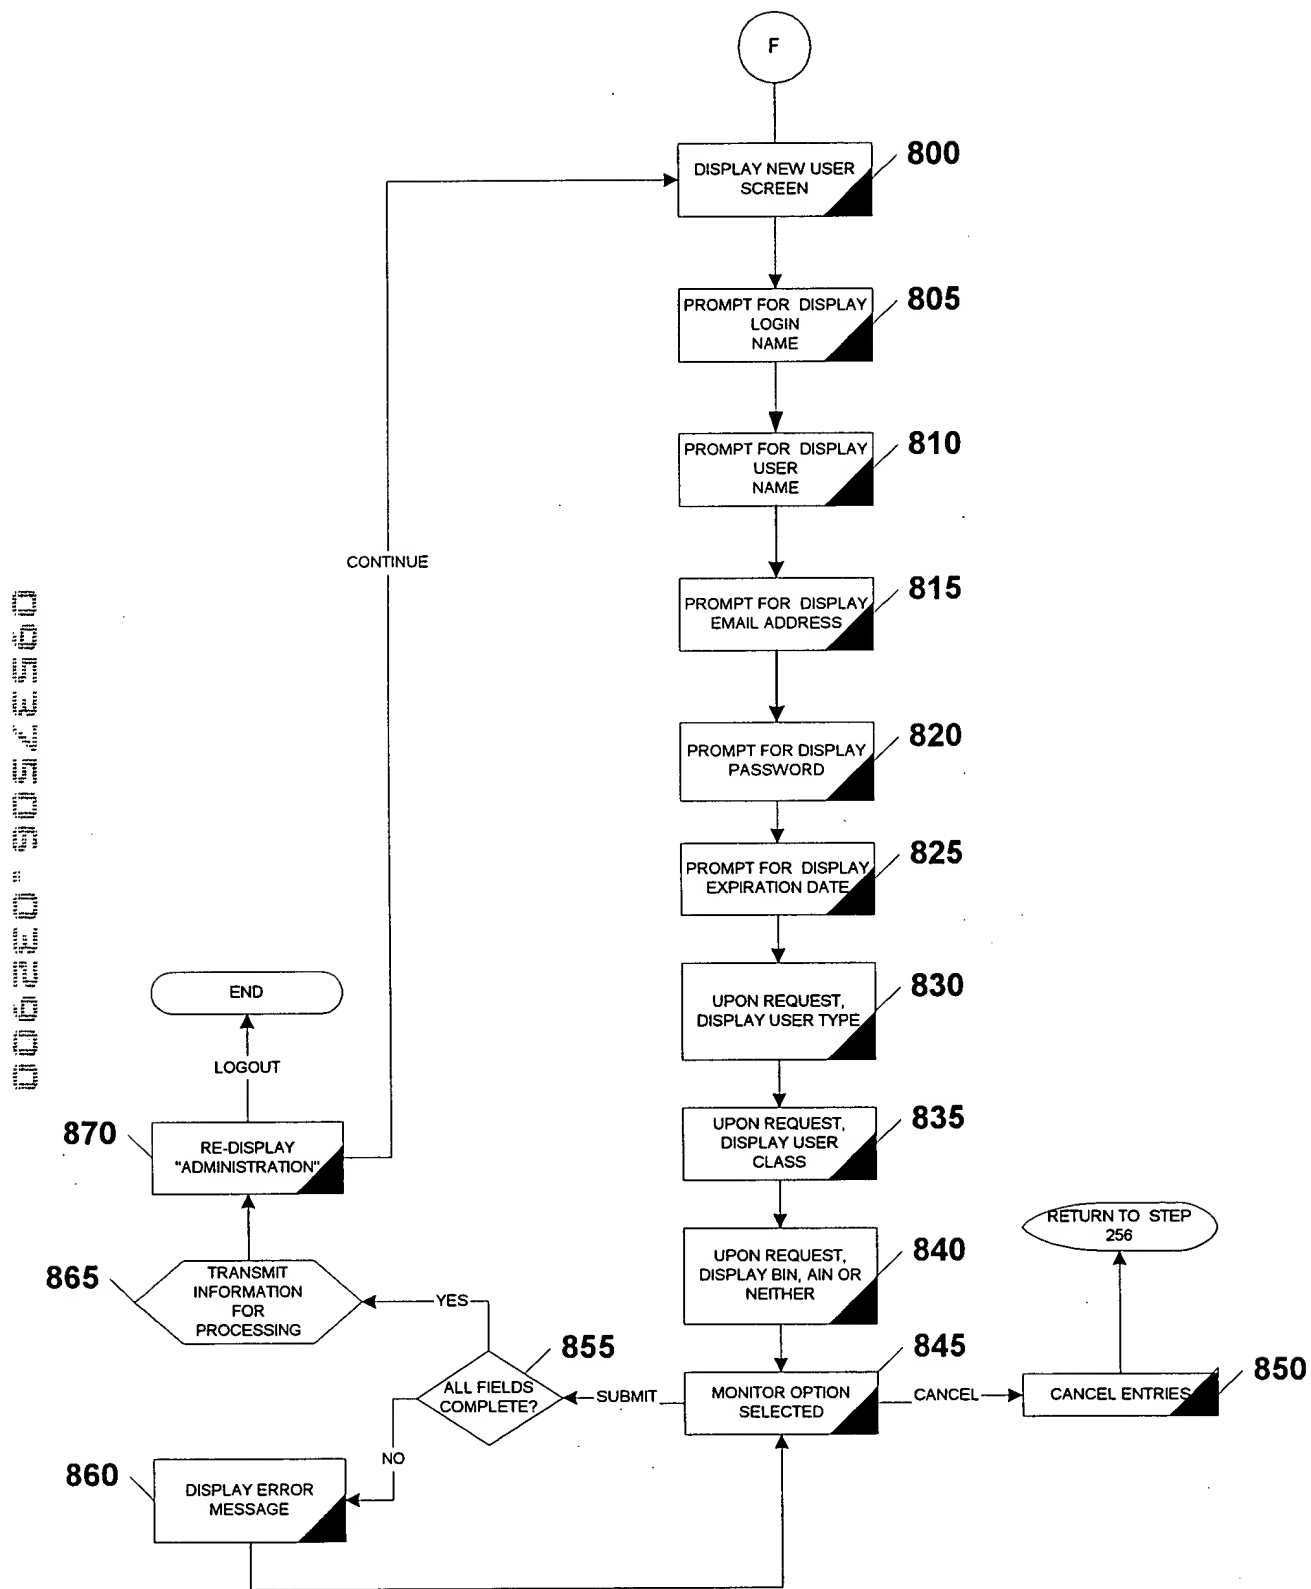 F
DISPLAY NEW USER
SCREEN
800
PROMPT FOR DISPLAY
LOGIN
NAME
805
PROMPT FOR DISPLAY
USER
NAME
810
CONTINUE
PROMPT FOR DISPLAY
EMAIL ADDRESS
815
PROMPT FOR DISPLAY
PASSWORD
820
PROMPT FOR DISPLAY
EXPIRATION DATE
825
UPON REQUEST,
DISPLAY USER TYPE
830
UPON REQUEST,
DISPLAY USER
CLASS
835
UPON REQUEST,
DISPLAY BIN, AIN OR
NEITHER
840
MONITOR OPTION
SELECTED
845
CANCEL
CANCEL ENTRIES
850
RETURN TO STEP
256
SUBMIT
ALL FIELDS
COMPLETE?
855
YES
NO
DISPLAY ERROR
MESSAGE
860
TRANSMIT
INFORMATION
FOR
PROCESSING
865
RE-DISPLAY
"ADMINISTRATION"
870
LOGOUT
END
09537506.032900